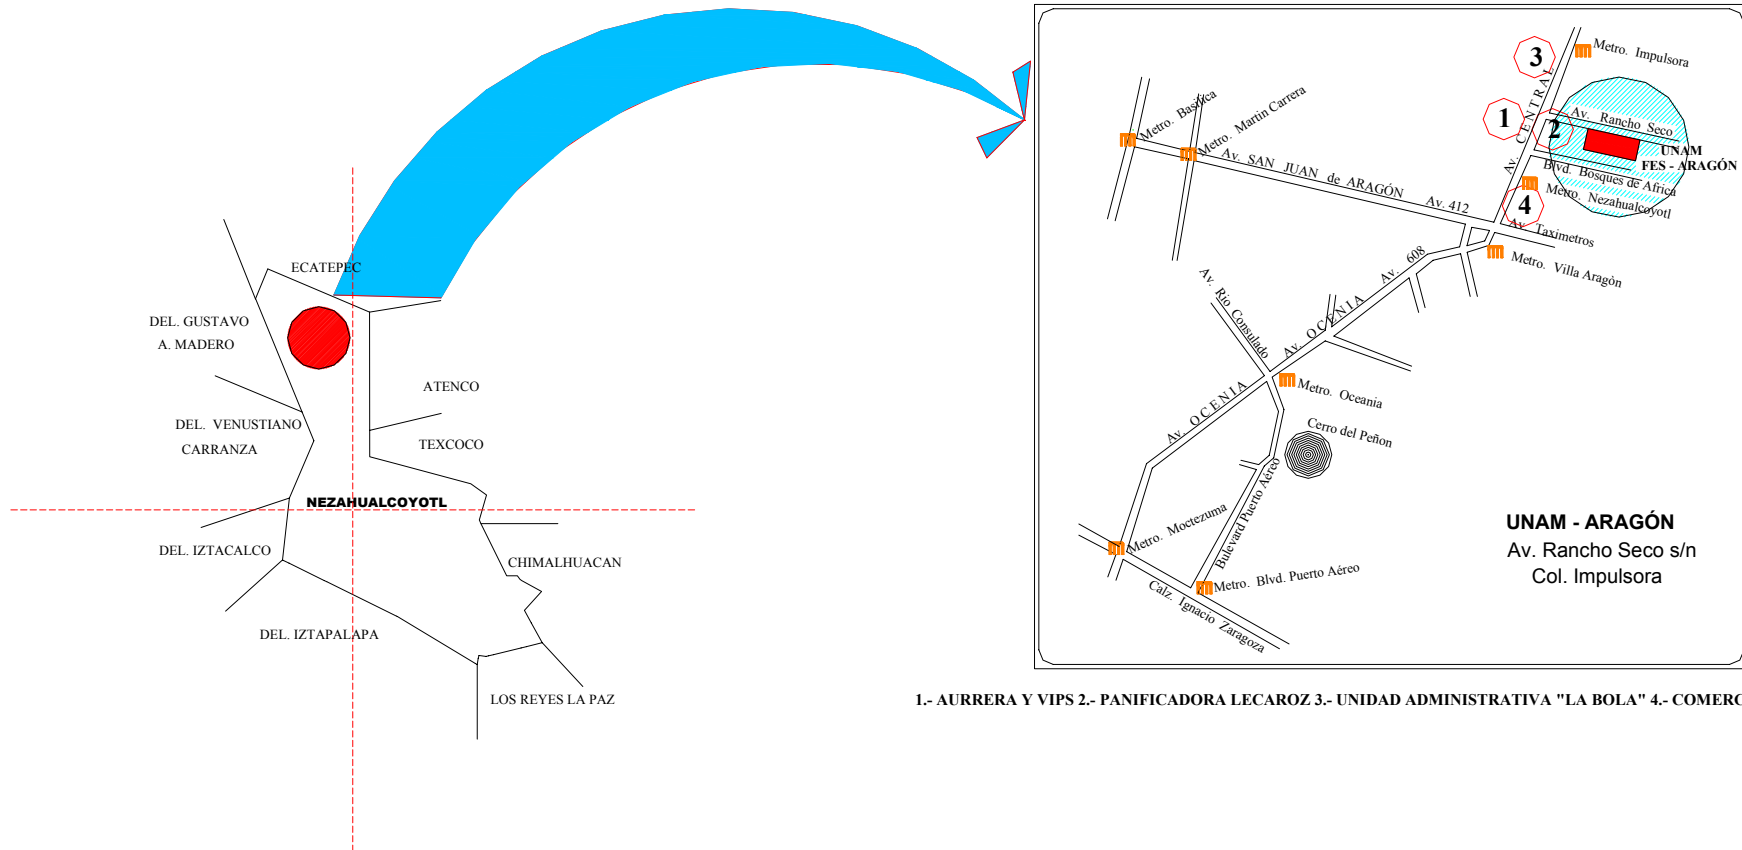 ECATEPEC
DEL. GUSTAVO
A. MADERO
ATENCO
DEL. VENUSTIANO
CARRANZA
TEXCOCO
NEZAHUALCOYOTL
DEL. IZTACALCO
CHIMALHUACAN
DEL. IZTAPALAPA
LOS REYES LA PAZ
3
Metro. Impulsora
Av. CENTRAL
1
2
Av. Rancho Seco
UNAM
FES - ARAGÓN
Blvd. Bosques de Africa
Metro. Nezahualcoyotl
4
Av. Taximetros
Metro. Basilica
Metro. Martin Carrera
Av. SAN JUAN de ARAGÓN
Av. 412
Metro. Villa Aragòn
Av. 608
Av. OCENIA
Av. Rio Consulado
Av. OCENIA
Metro. Oceania
Cerro del Peñon
Bulevard Puerto Aéreo
Metro. Moctezuma
Metro. Blvd. Puerto Aéreo
Calz. Ignacio Zaragoza
UNAM - ARAGÓN
Av. Rancho Seco s/n
Col. Impulsora
1.- AURRERA Y VIPS 2.- PANIFICADORA LECAROZ 3.- UNIDAD ADMINISTRATIVA "LA BOLA" 4.-